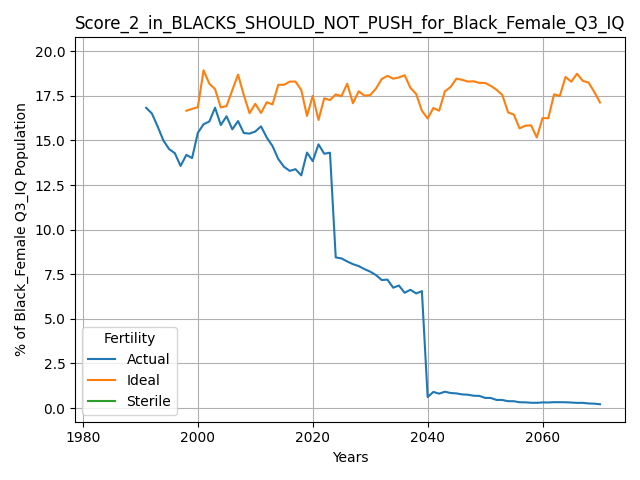 Score_2_in_BLACKS_SHOULD_NOT_PUSH_for_Black_Female_Q3_IQ
% of Black_Female Q3_IQ Population
20.0
17.5
15.0
12.5
10.0
7.5
5.0
2.5
0.0
Fertility
Actual
Ideal
Sterile
1980
2000
2020
2040
2060
Years